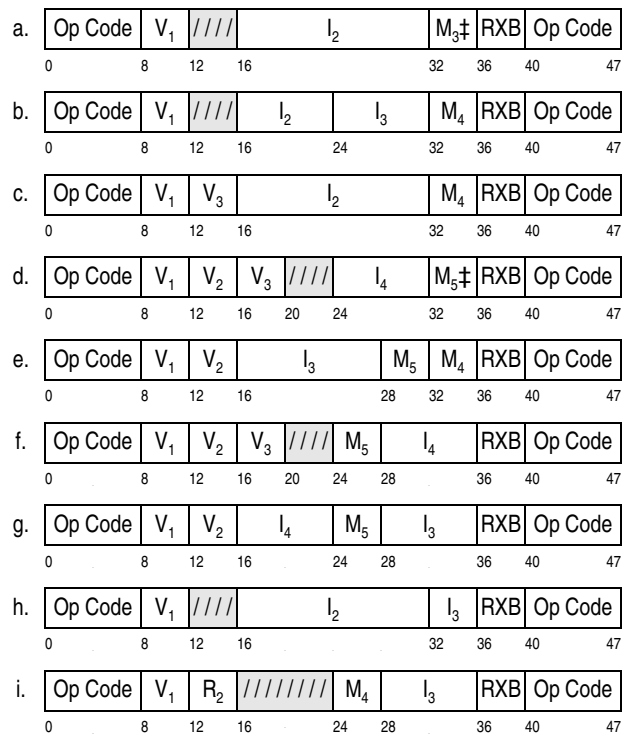 a. Op Code V₁ //// I₂ M₃‡ RXB Op Code
0 8 12 16 32 36 40 47
b. Op Code V₁ //// I₂ I₃ M₄ RXB Op Code
0 8 12 16 24 32 36 40 47
c. Op Code V₁ V₃ I₂ M₄ RXB Op Code
0 8 12 16 32 36 40 47
d. Op Code V₁ V₂ V₃ //// I₄ M₅‡ RXB Op Code
0 8 12 16 20 24 32 36 40 47
e. Op Code V₁ V₂ I₃ M₅ M₄ RXB Op Code
0 8 12 16 28 32 36 40 47
f. Op Code V₁ V₂ V₃ //// M₅ I₄ RXB Op Code
0 8 12 16 20 24 28 36 40 47
g. Op Code V₁ V₂ I₄ M₅ I₃ RXB Op Code
0 8 12 16 24 28 36 40 47
h. Op Code V₁ //// I₂ I₃ RXB Op Code
0 8 12 16 32 36 40 47
i. Op Code V₁ R₂ //////// M₄ I₃ RXB Op Code
0 8 12 16 24 28 36 40 47